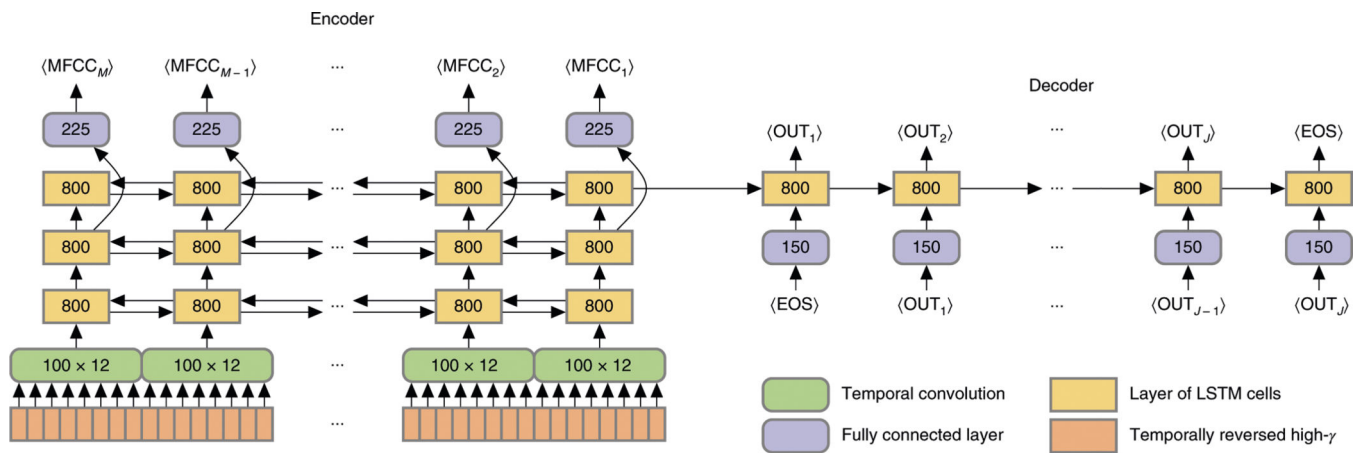 Encoder
⟨MFCC_M⟩ ⟨MFCC_{M−1}⟩ ... ⟨MFCC_2⟩ ⟨MFCC_1⟩
Decoder
225 225 ... 225 225
⟨OUT_1⟩ ⟨OUT_2⟩ ... ⟨OUT_J⟩ ⟨EOS⟩
800 800 ... 800 800 800 800 ... 800 800
800 800 ... 800 800 150 150 ... 150 150
800 800 ... 800 800 ⟨EOS⟩ ⟨OUT_1⟩ ... ⟨OUT_{J−1}⟩ ⟨OUT_J⟩
100 × 12 100 × 12 ... 100 × 12 100 × 12
...
Temporal convolution
Layer of LSTM cells
Fully connected layer
Temporally reversed high-γ